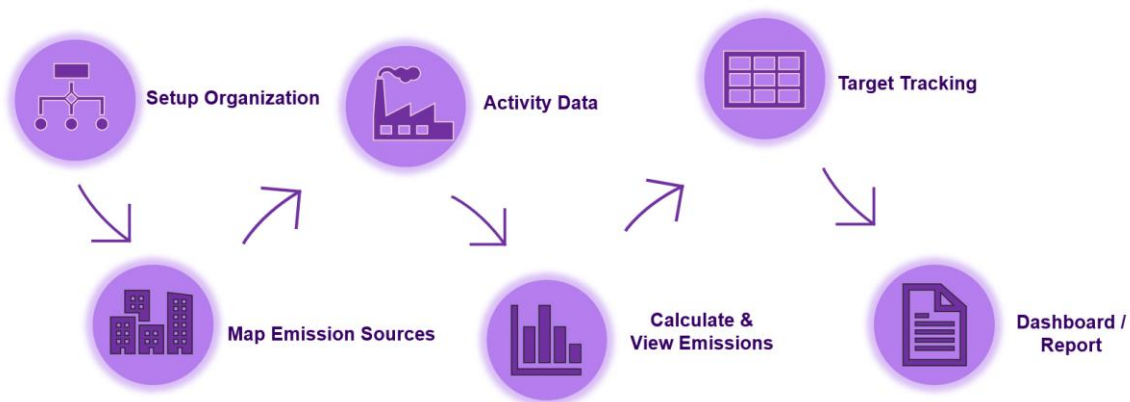 Setup Organization
Map Emission Sources
Activity Data
Calculate &
View Emissions
Target Tracking
Dashboard /
Report